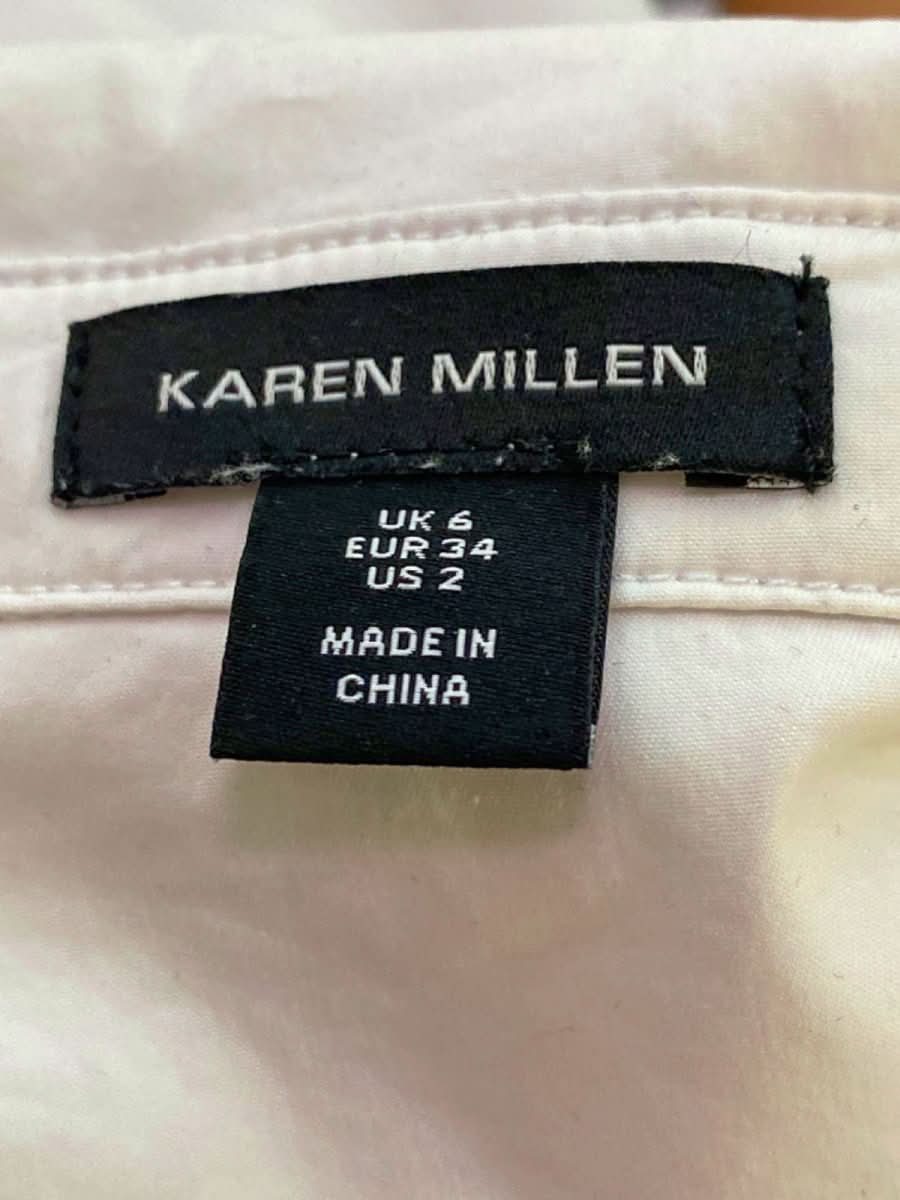 KAREN MILLEN
UK 6
EUR 34
US 2
MADE IN
CHINA